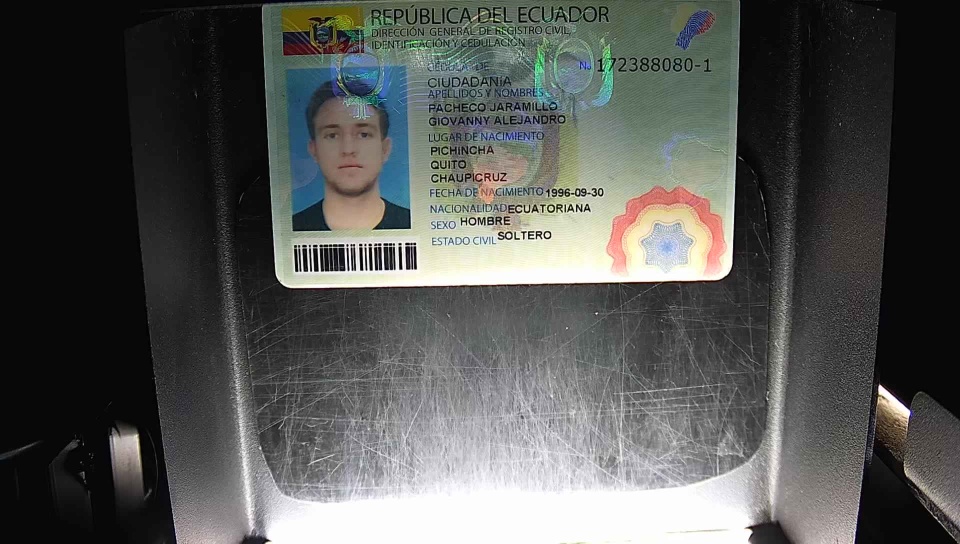 REPÚBLICA DEL ECUADOR
DIRECCIÓN GENERAL DE REGISTRO CIVIL,
IDENTIFICACIÓN Y CEDULACIÓN
CÉDULA DE
CIUDADANÍA
No. 172388080-1
APELLIDOS Y NOMBRES
PACHECO JARAMILLO
GIOVANNY ALEJANDRO
LUGAR DE NACIMIENTO
PICHINCHA
QUITO
CHAUPICRUZ
FECHA DE NACIMIENTO 1996-09-30
NACIONALIDAD ECUATORIANA
SEXO HOMBRE
ESTADO CIVIL SOLTERO